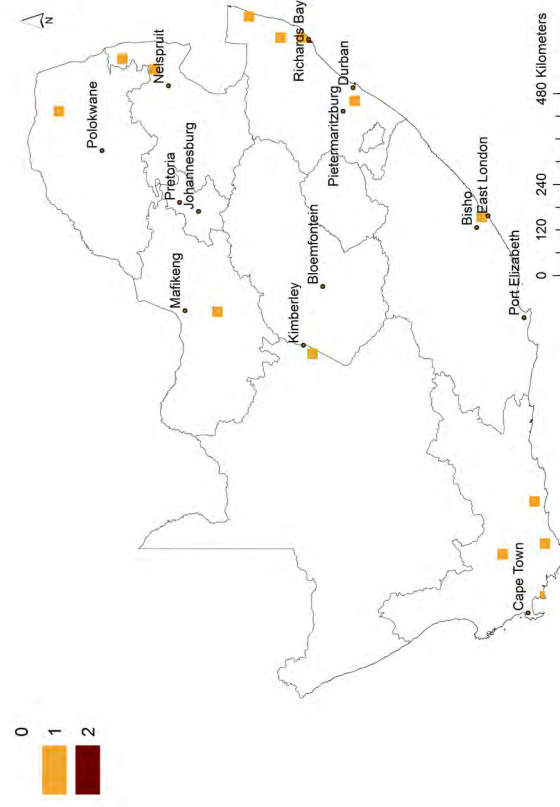 0
1
2
N
Polokwane
Nelspruit
Pretoria
Johannesburg
Mafikeng
Richards Bay
Kimberley
Bloemfontein
Pietermaritzburg
Durban
Bisho
East London
Port Elizabeth
Cape Town
0 120 240 480 Kilometers